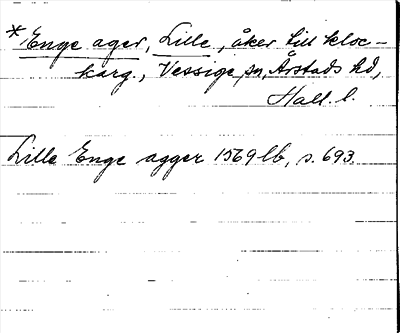 *Enge ager, Lille, åker till kloc-
karg., Vessige sn, Årstads hd,
Hall. l.
Lille Enge agger 1569 lb, s. 693.